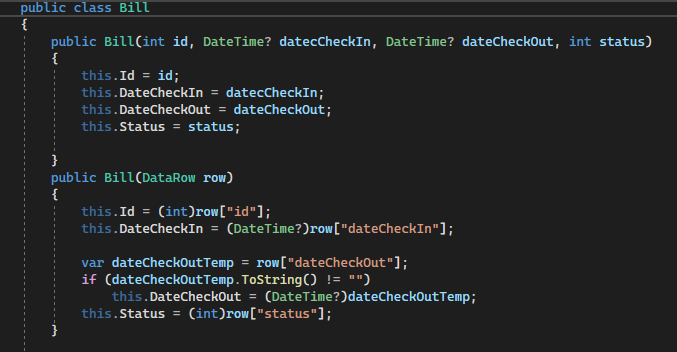 public class Bill
{
public Bill(int id, DateTime? datecCheckIn, DateTime? dateCheckOut, int status)
{
this.Id = id;
this.DateCheckIn = datecCheckIn;
this.DateCheckOut = dateCheckOut;
this.Status = status;
}
public Bill(DataRow row)
{
this.Id = (int)row["id"];
this.DateCheckIn = (DateTime?)row["dateCheckIn"];
var dateCheckOutTemp = row["dateCheckOut"];
if (dateCheckOutTemp.ToString() != "")
this.DateCheckOut = (DateTime?)dateCheckOutTemp;
this.Status = (int)row["status"];
}